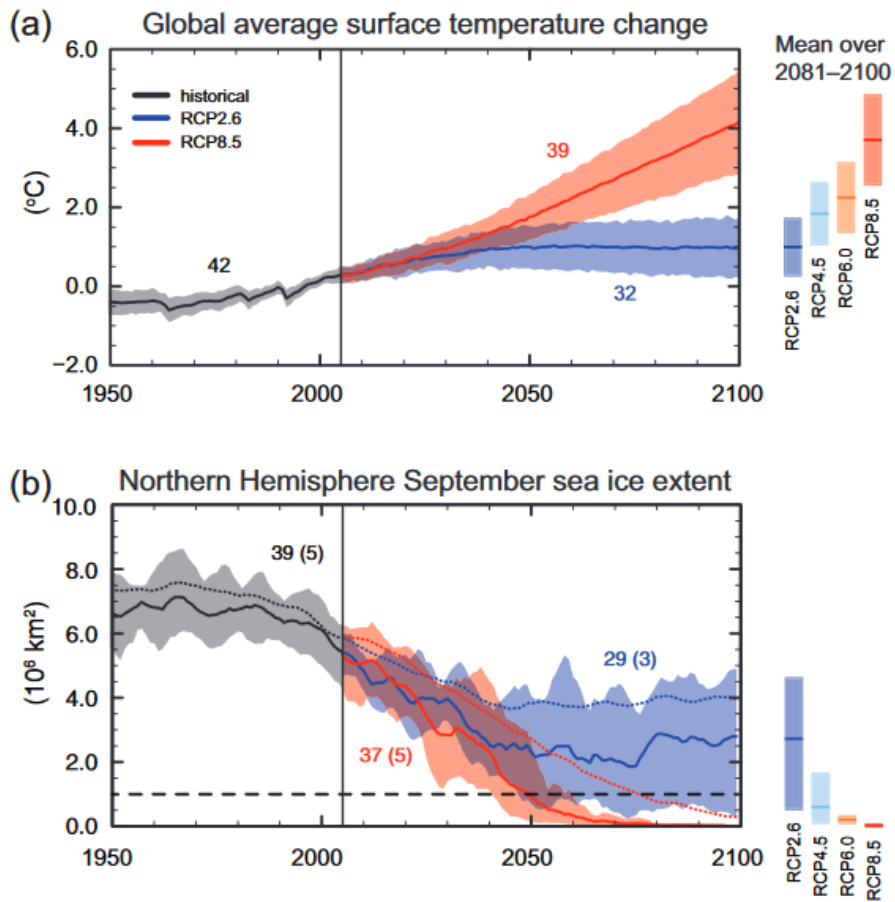 (a) Global average surface temperature change
Mean over
2081–2100
6.0
4.0
2.0
0.0
−2.0
(°C)
historical
RCP2.6
RCP8.5
42
39
32
1950 2000 2050 2100
RCP2.6
RCP4.5
RCP6.0
RCP8.5
(b) Northern Hemisphere September sea ice extent
10.0
8.0
6.0
4.0
2.0
0.0
(10⁶ km²)
39 (5)
29 (3)
37 (5)
1950 2000 2050 2100
RCP2.6
RCP4.5
RCP6.0
RCP8.5